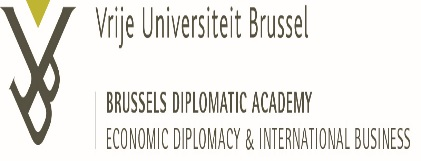 Vrije Universiteit Brussel
BRUSSELS DIPLOMATIC ACADEMY
ECONOMIC DIPLOMACY & INTERNATIONAL BUSINESS